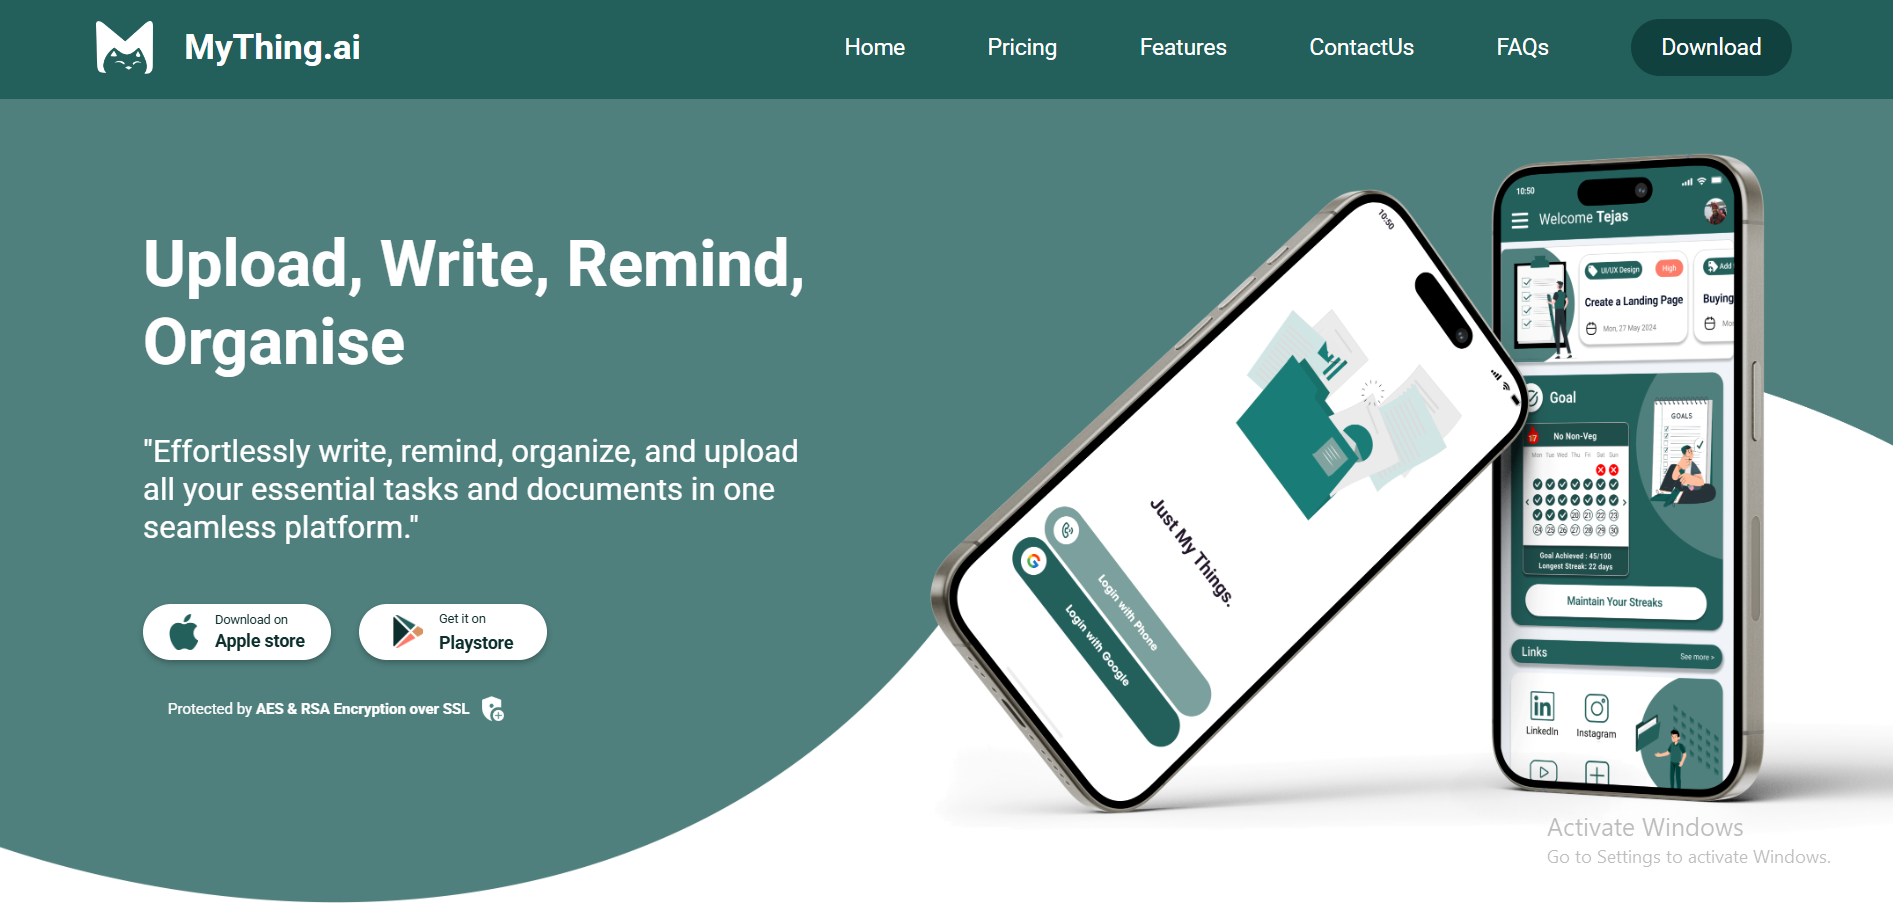 MyThing.ai
Home
Pricing
Features
ContactUs
FAQs
Download
Upload, Write, Remind,
Organise
"Effortlessly write, remind, organize, and upload
all your essential tasks and documents in one
seamless platform."
Download on
Apple store
Get it on
Playstore
Protected by AES & RSA Encryption over SSL
10:50
Just My Things.
Login with Phone
Login with Google
10:50
Welcome Tejas
UI/UX Design
High
Create a Landing Page
Mon, 27 May 2024
Add
Buying
Mo
Goal
GOALS
17
No Non-Veg
Mon Tue Wed Thu Fri Sat Sun
20 21 22 23
24 25 26 27 28 29 30
Goal Achieved : 45/100
Longest Streak: 22 days
Maintain Your Streaks
Links
See more >
LinkedIn
Instagram
Activate Windows
Go to Settings to activate Windows.